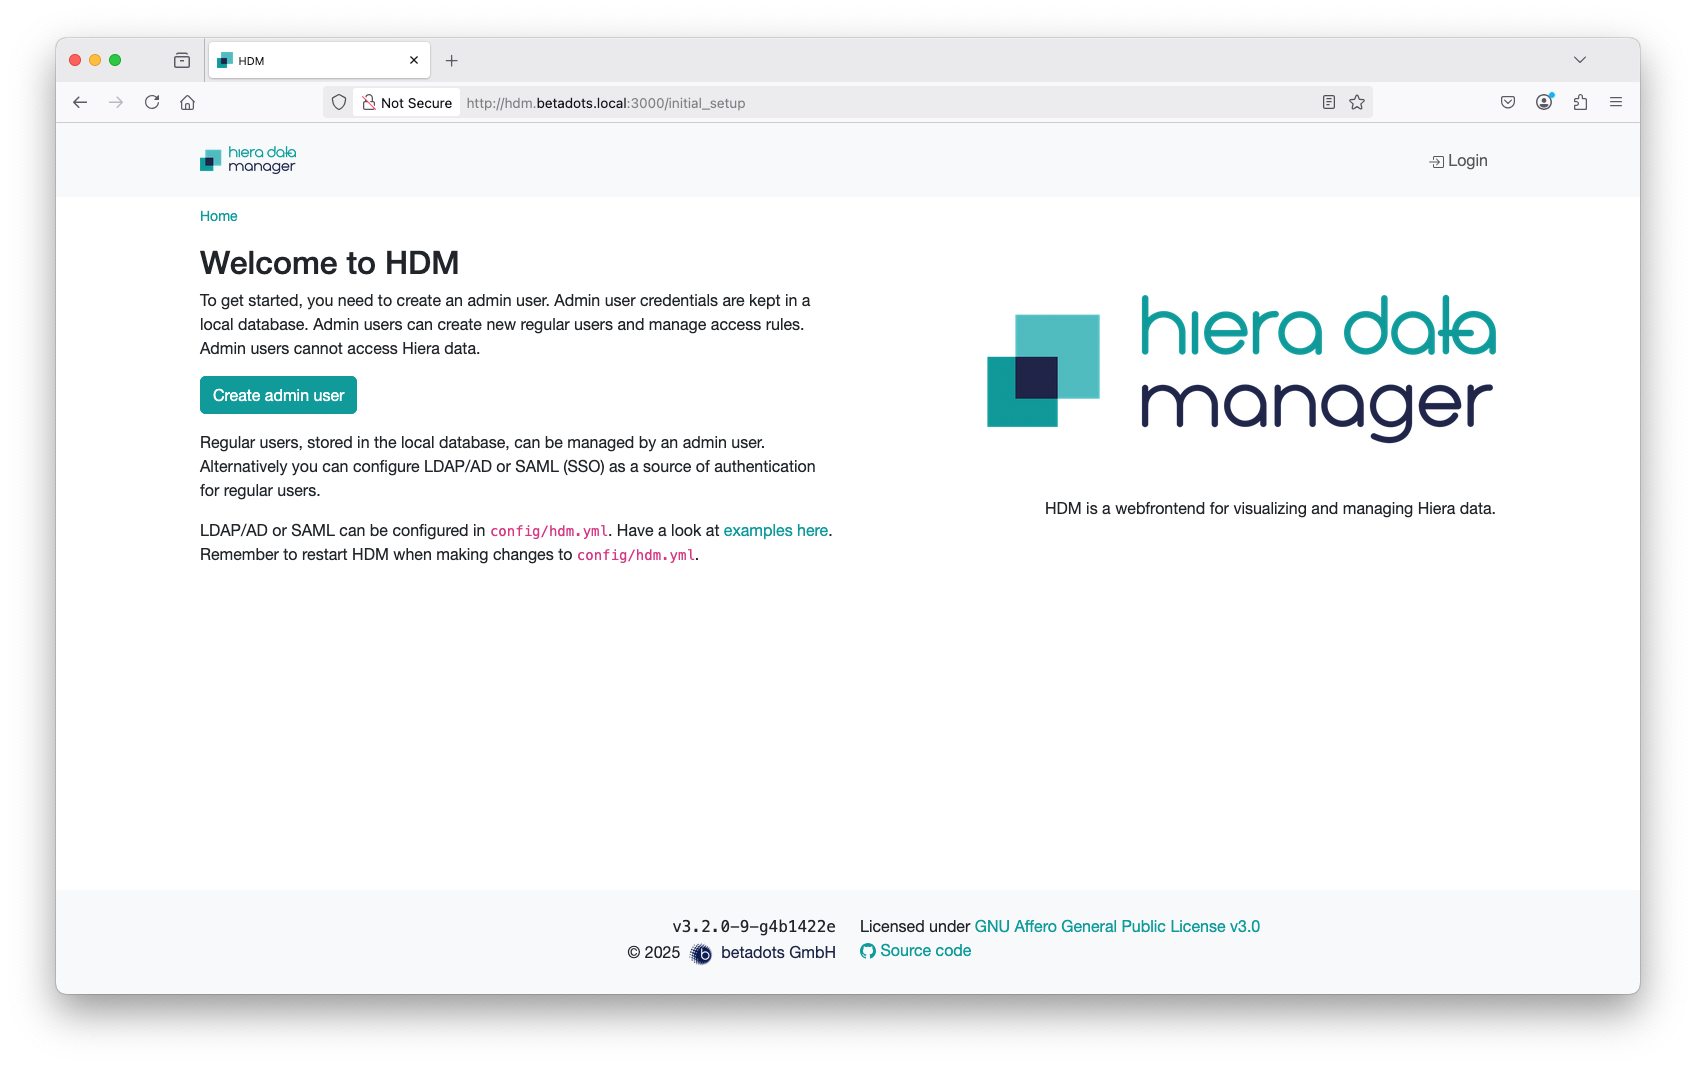 HDM
Not Secure http://hdm.betadots.local:3000/initial_setup
hiera data
manager
Login
Home
Welcome to HDM
To get started, you need to create an admin user. Admin user credentials are kept in a
local database. Admin users can create new regular users and manage access rules.
Admin users cannot access Hiera data.
Create admin user
Regular users, stored in the local database, can be managed by an admin user.
Alternatively you can configure LDAP/AD or SAML (SSO) as a source of authentication
for regular users.
LDAP/AD or SAML can be configured in config/hdm.yml. Have a look at examples here.
Remember to restart HDM when making changes to config/hdm.yml.
hiera data
manager
HDM is a webfrontend for visualizing and managing Hiera data.
v3.2.0-9-g4b1422e
© 2025 b betadots GmbH
Licensed under GNU Affero General Public License v3.0
Source code